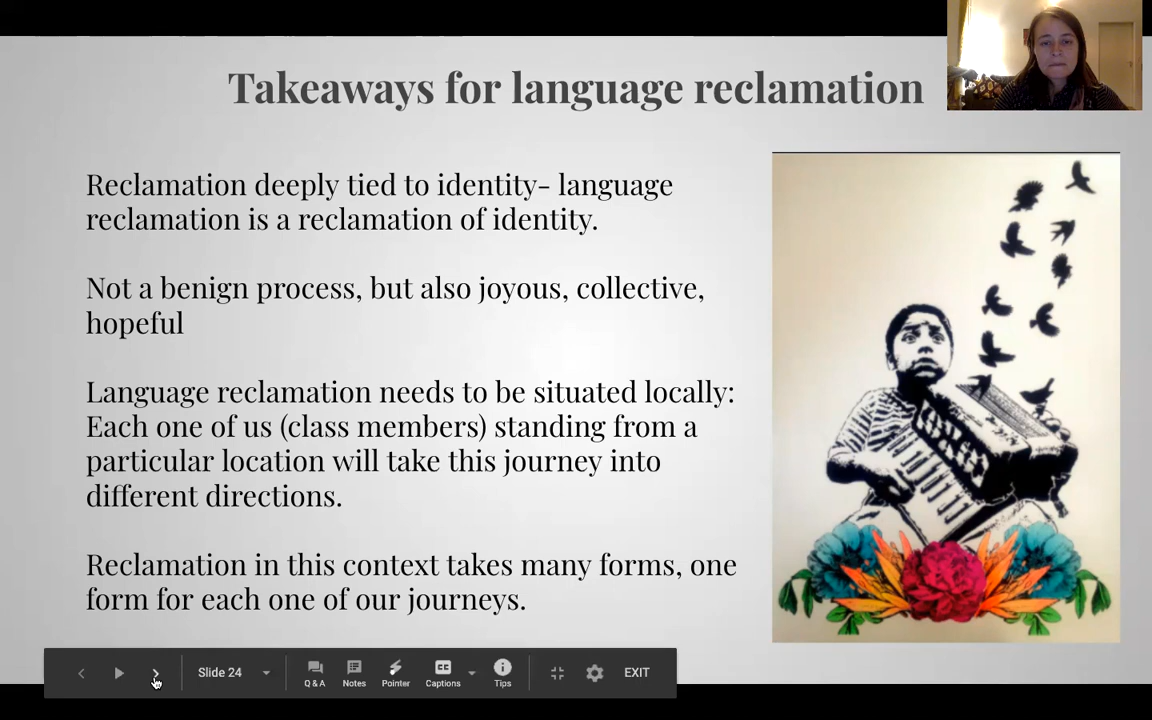 Takeaways for language reclamation
Reclamation deeply tied to identity- language
reclamation is a reclamation of identity.
Not a benign process, but also joyous, collective,
hopeful
Language reclamation needs to be situated locally:
Each one of us (class members) standing from a
particular location will take this journey into
different directions.
Reclamation in this context takes many forms, one
form for each one of our journeys.
Slide 24
Q & A
Notes
Pointer
CC
Captions
Tips
EXIT